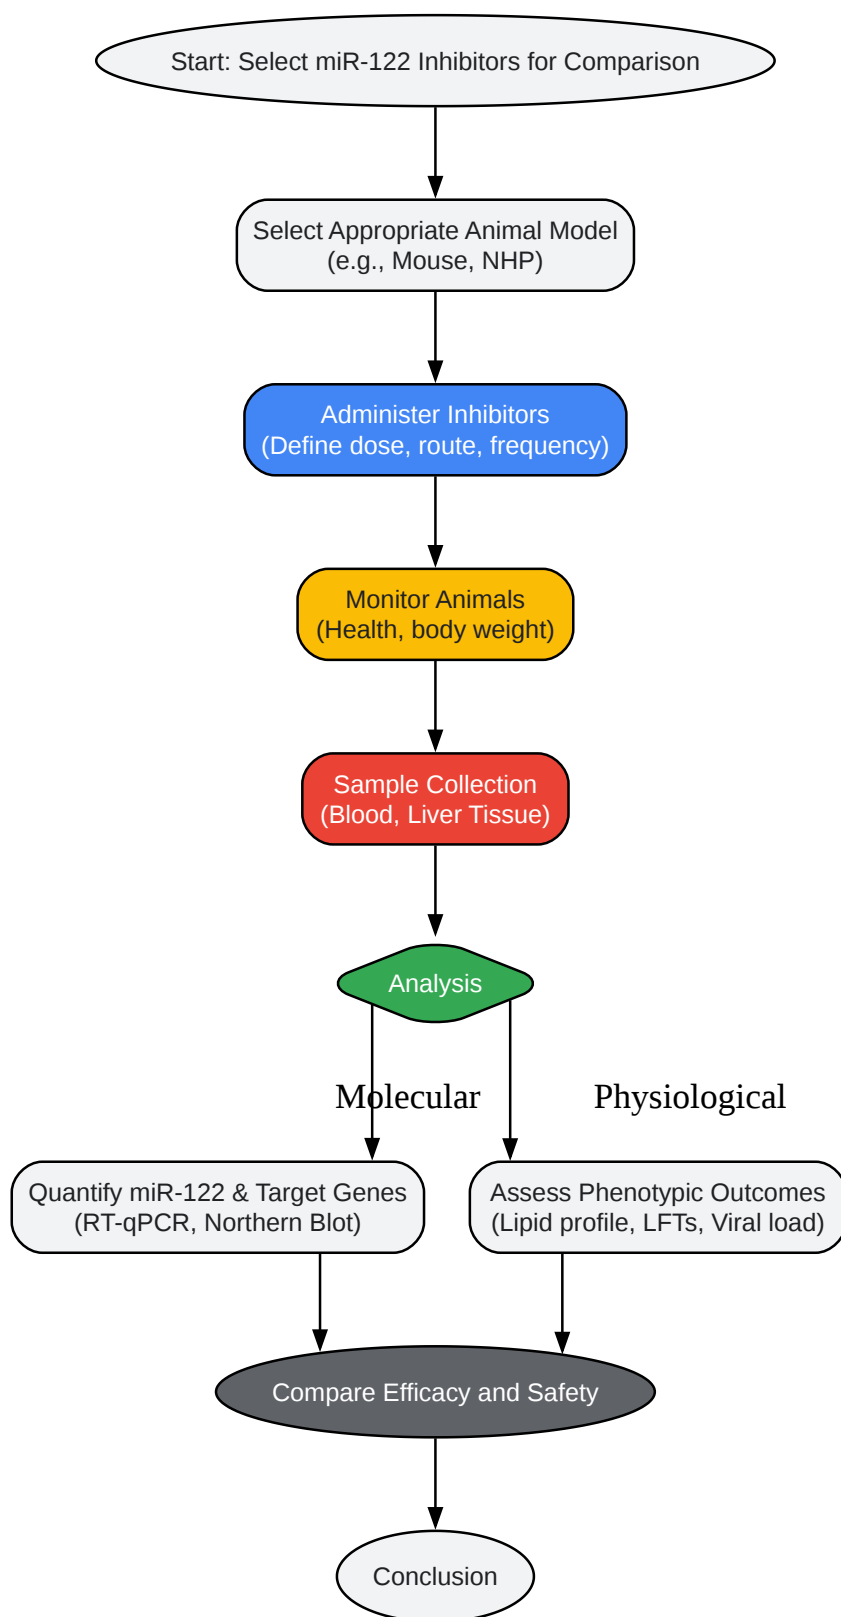 Start: Select miR-122 Inhibitors for Comparison
Select Appropriate Animal Model
(e.g., Mouse, NHP)
Administer Inhibitors
(Define dose, route, frequency)
Monitor Animals
(Health, body weight)
Sample Collection
(Blood, Liver Tissue)
Analysis
Molecular
Physiological
Quantify miR-122 & Target Genes
(RT-qPCR, Northern Blot)
Assess Phenotypic Outcomes
(Lipid profile, LFTs, Viral load)
Compare Efficacy and Safety
Conclusion